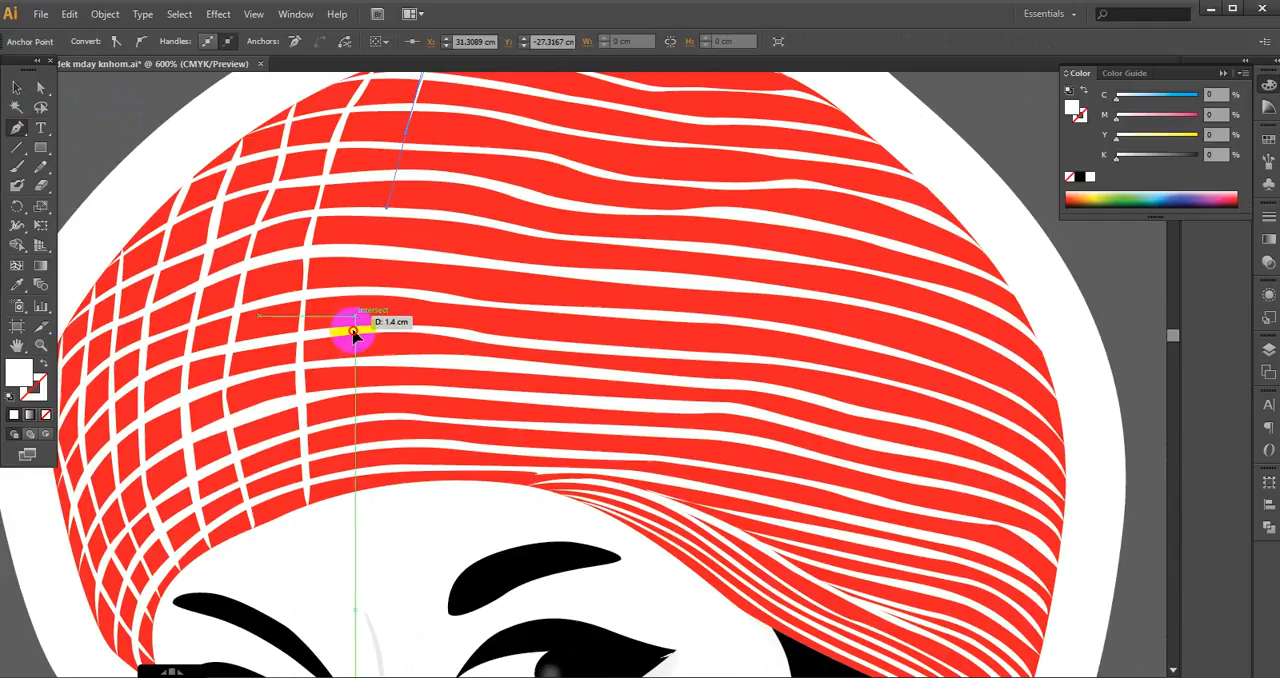 Ai File Edit Object Type Select Effect View Window Help Br Essentials
Anchor Point Convert: Handles: Anchors: X: 31.3089 cm Y: -27.3167 cm W: 0 cm H: 0 cm
dek mday knhom.ai* @ 600% (CMYK/Preview)
Color Color Guide
C 0 %
M 0 %
Y 0 %
K 0 %
intersect
D: 1.4 cm